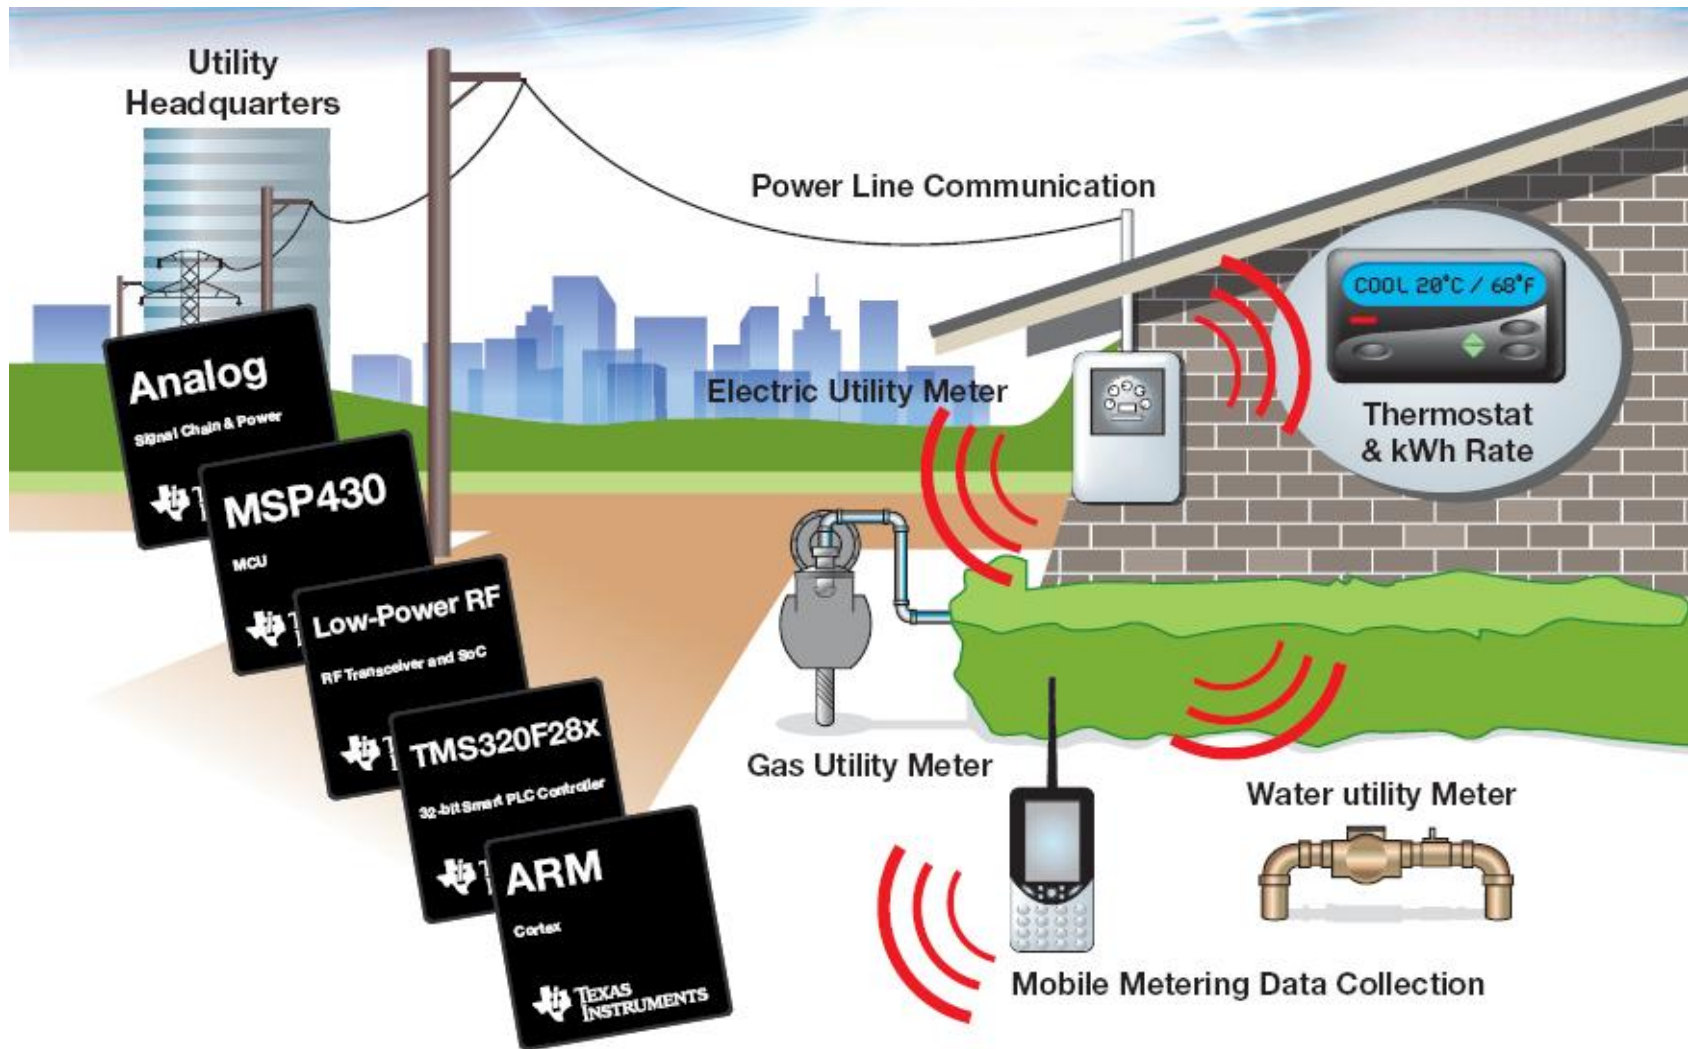 Utility
Headquarters
Power Line Communication
COOL 20°C / 68°F
Thermostat
& kWh Rate
Electric Utility Meter
Analog
Signal Chain & Power
MSP430
MCU
Low-Power RF
RF Transceiver and SoC
TMS320F28x
32-bit Smart PLC Controller
ARM
Cortex
TEXAS
INSTRUMENTS
Gas Utility Meter
Water utility Meter
Mobile Metering Data Collection